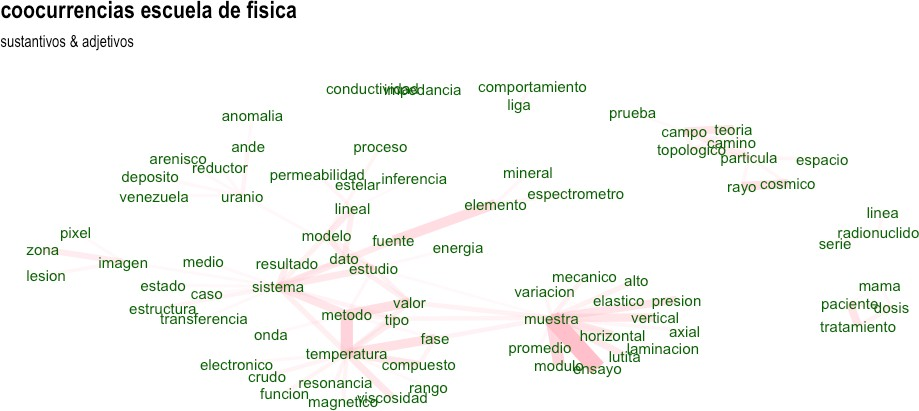 coocurrencias escuela de fisica
sustantivos & adjetivos
conductividad
impedancia
comportamiento
liga
anomalia
prueba
campo
teoria
camino
topologico
particula
espacio
rayo
cosmico
ande
proceso
arenisco
reductor
deposito
permeabilidad
estelar
inferencia
mineral
venezuela
uranio
lineal
elemento
espectrometro
linea
radionuclido
serie
pixel
zona
imagen
lesion
medio
modelo
fuente
energia
resultado
dato
estudio
estado
caso
sistema
estructura
transferencia
mecanico
alto
variacion
elastico
presion
valor
metodo
tipo
muestra
vertical
horizontal
axial
onda
fase
promedio
laminacion
lutita
modulo
ensayo
temperatura
electronico
compuesto
crudo
resonancia
rango
funcion
magnetico
viscosidad
mama
paciente
dosis
tratamiento